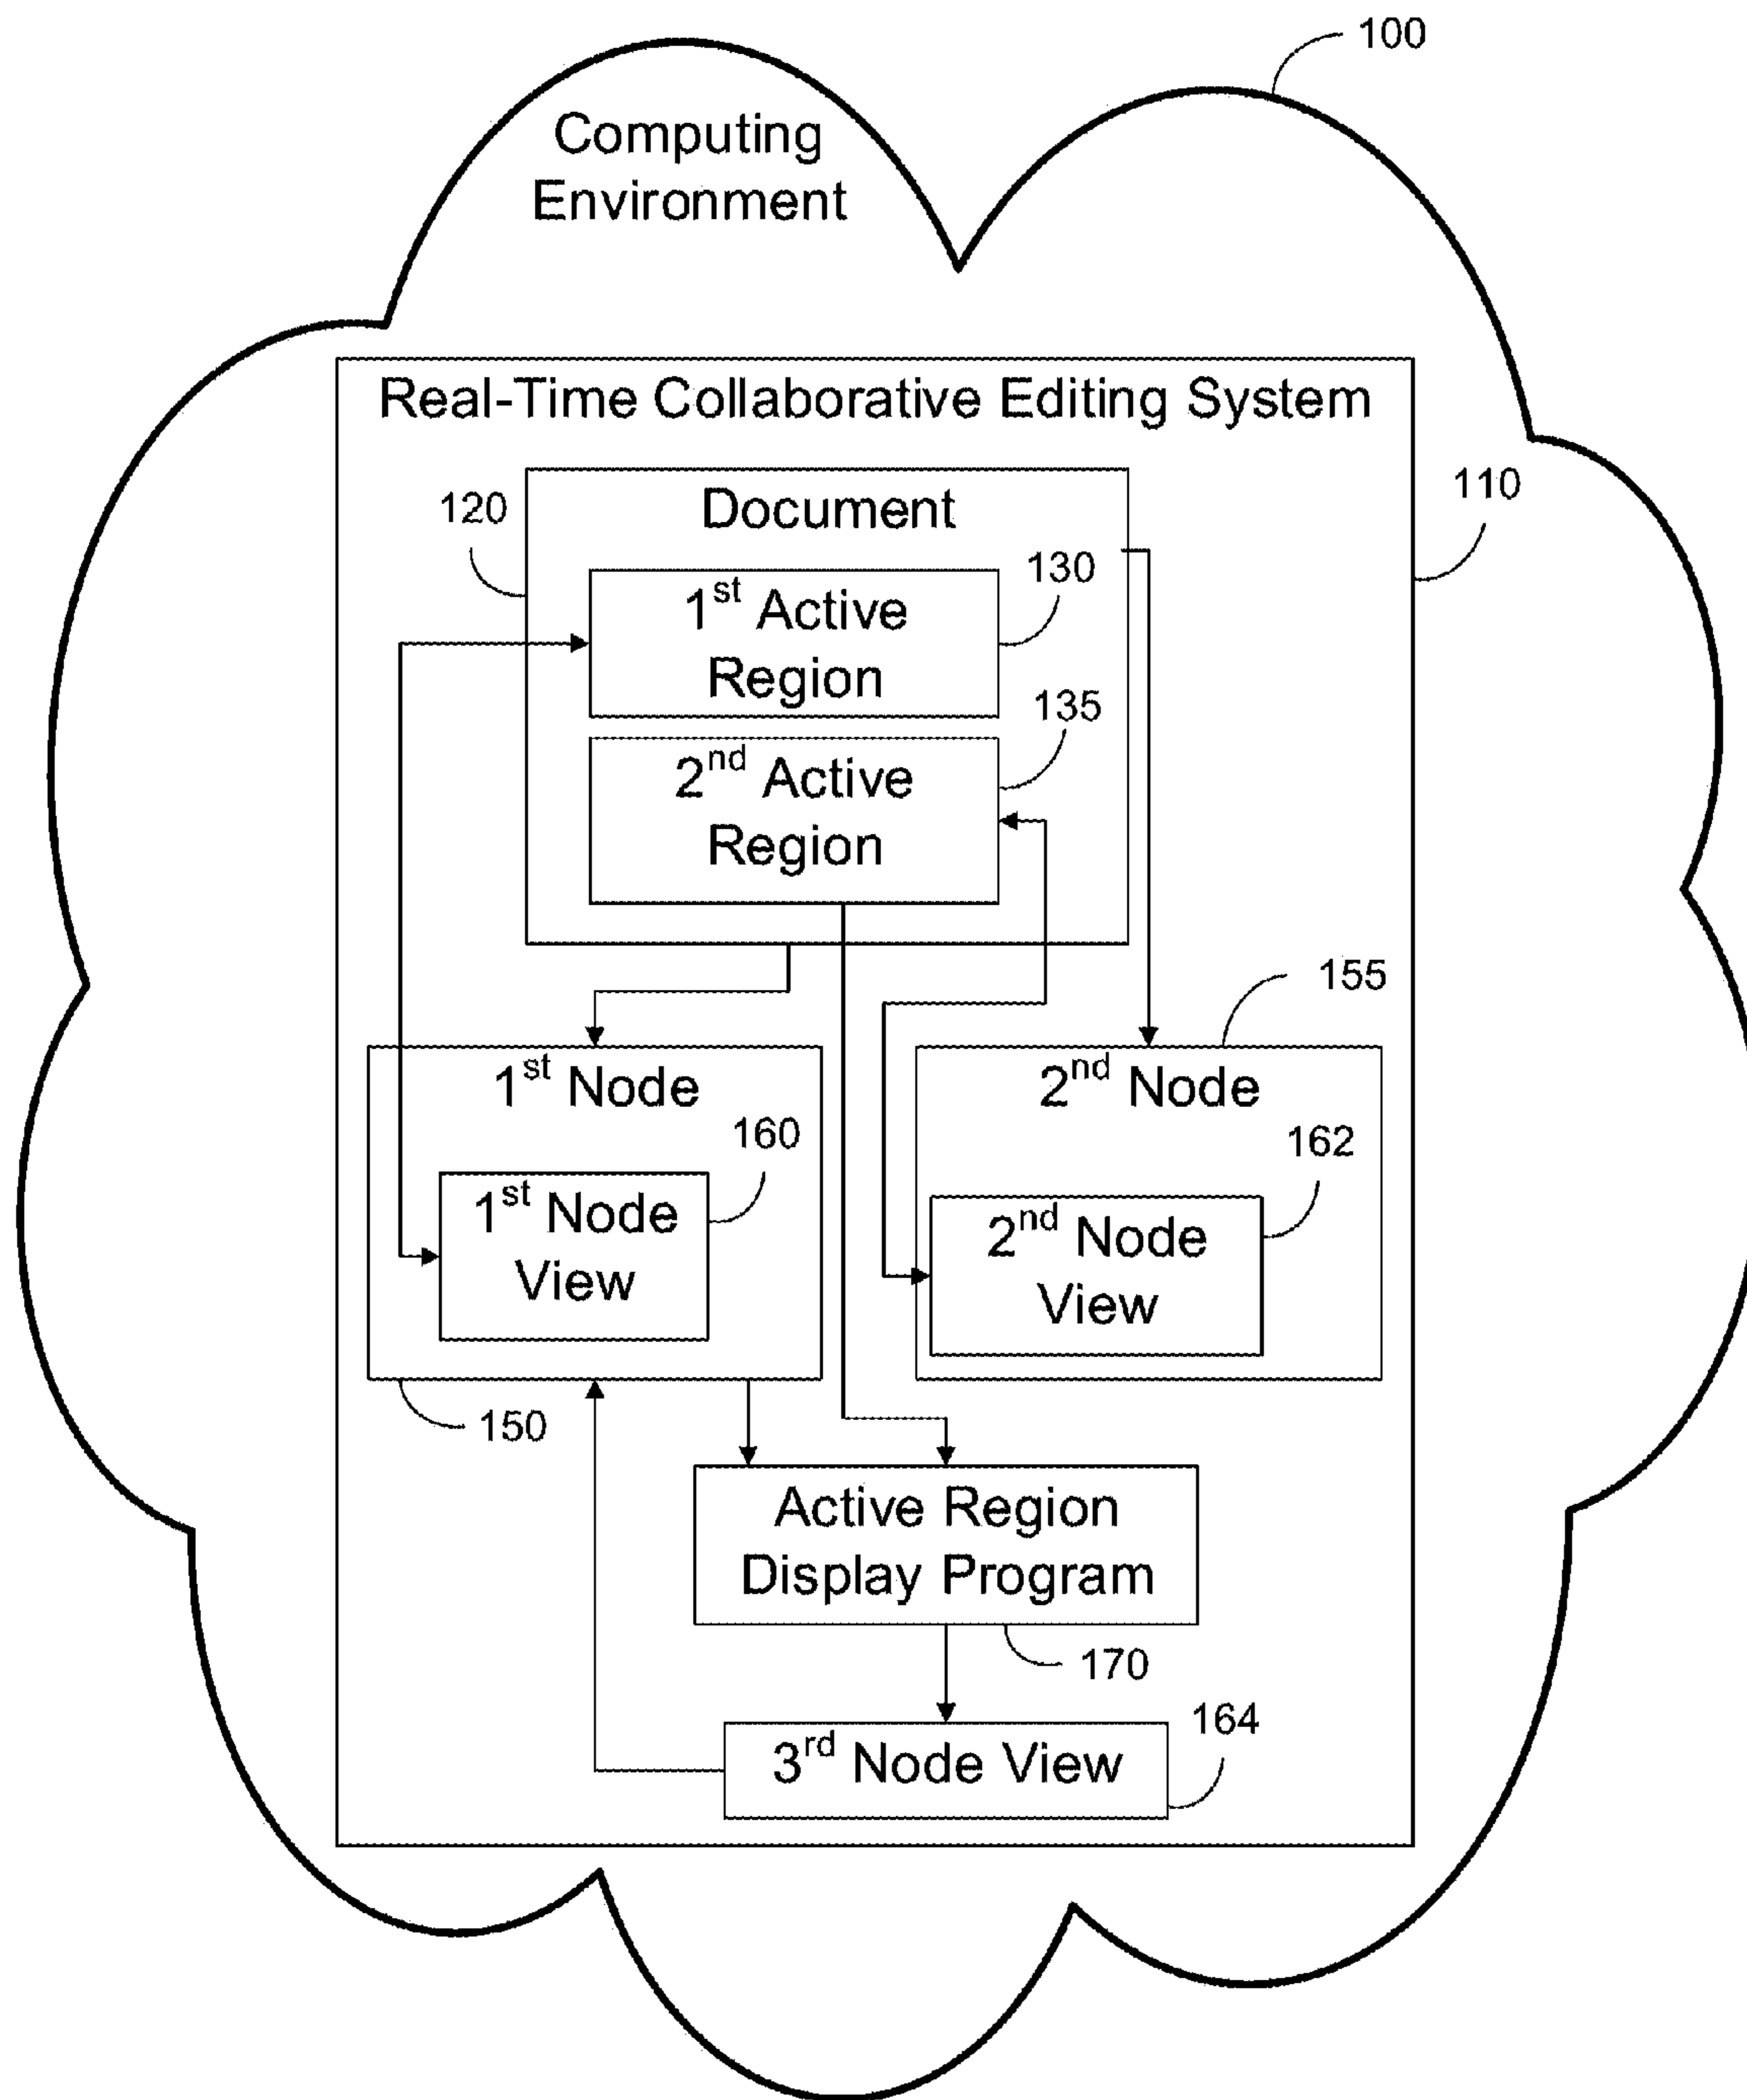 100
Computing
Environment
Real-Time Collaborative Editing System
110
120
Document
130
1st Active
Region
135
2nd Active
Region
155
1st Node
2nd Node
160
162
1st Node
View
2nd Node
View
150
Active Region
Display Program
170
164
3rd Node View